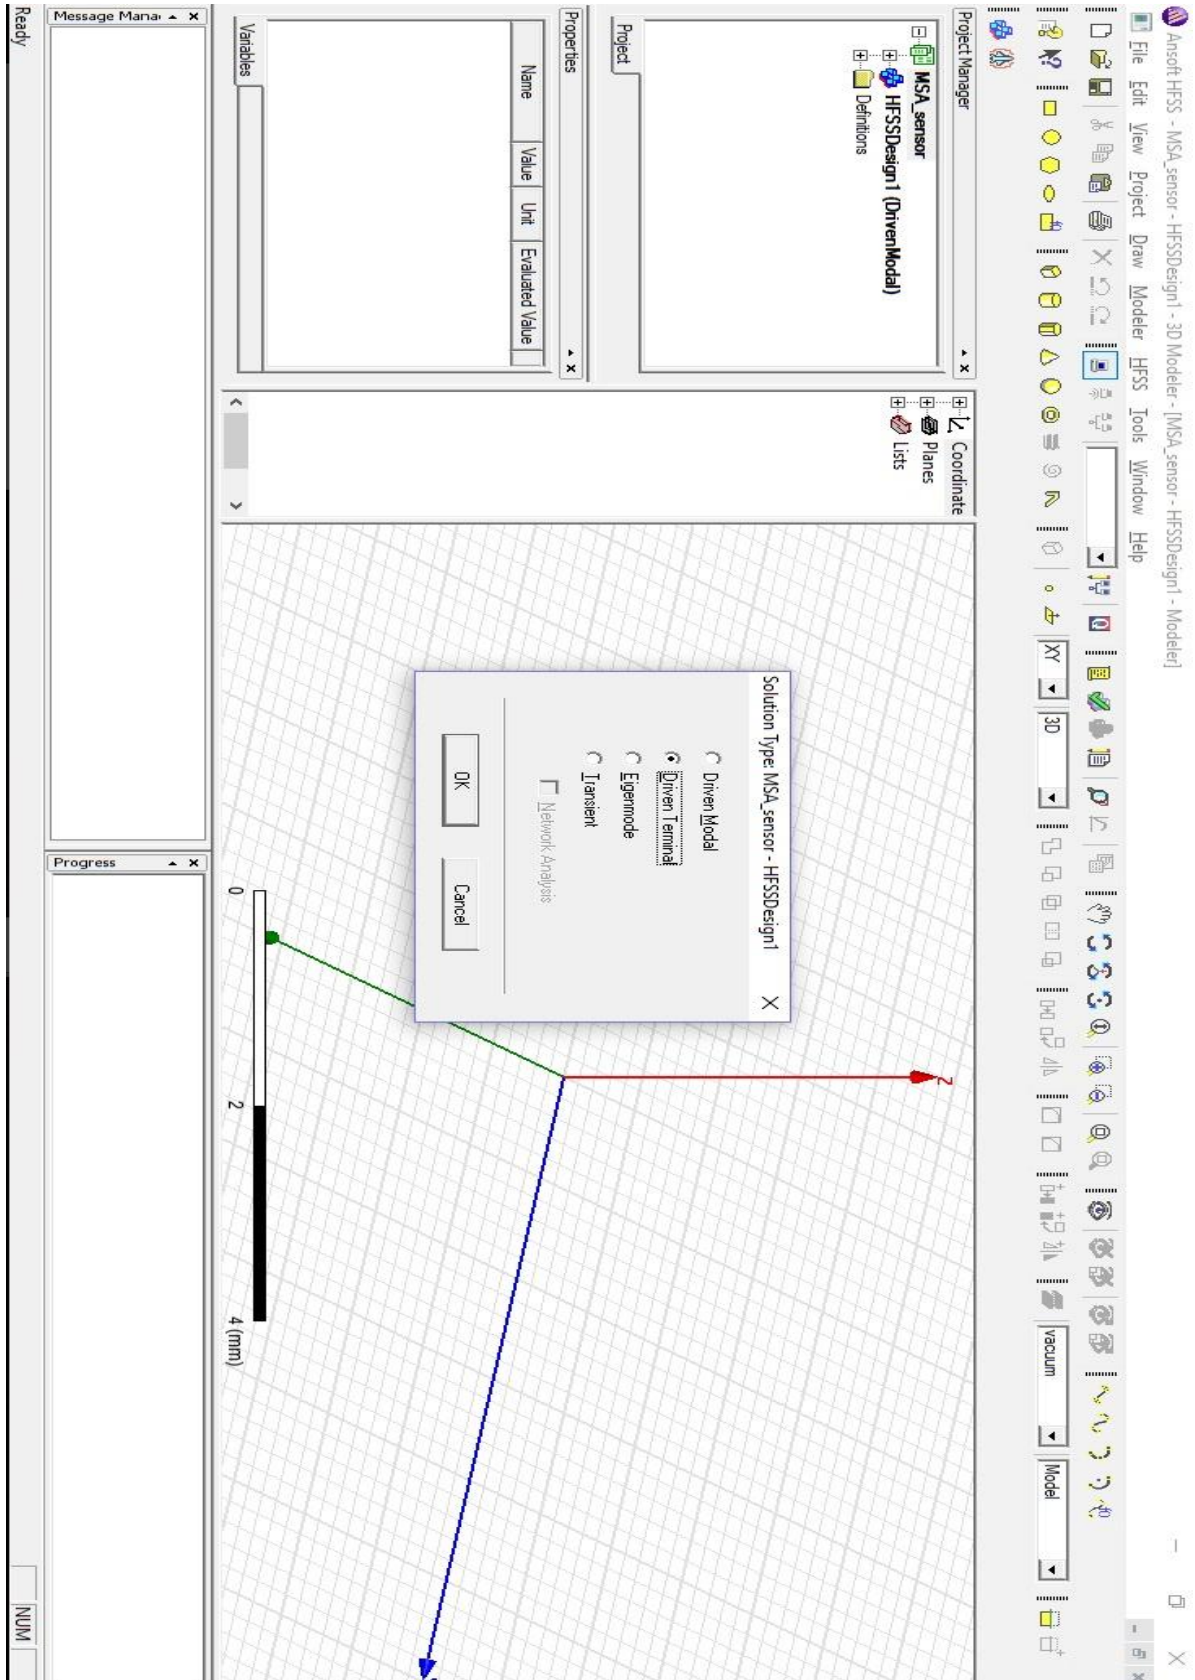 Ansoft HFSS - MSA_sensor - HFSSDesign1 - 3D Modeler - [MSA_sensor - HFSSDesign1 - Modeler]
File Edit View Project Draw Modeler HFSS Tools Window Help
XY 3D vacuum Model
Project Manager
MSA_sensor
HFSSDesign1 (DrivenModal)
Definitions
Project
Properties
Name Value Unit Evaluated Value
Variables
Coordinate
Planes
Lists
Solution Type: MSA_sensor - HFSSDesign1
Driven Modal
Driven Terminal
Eigenmode
Transient
Network Analysis
OK Cancel
Z
0 2 4 (mm)
Message Mana
Progress
Ready
NUM